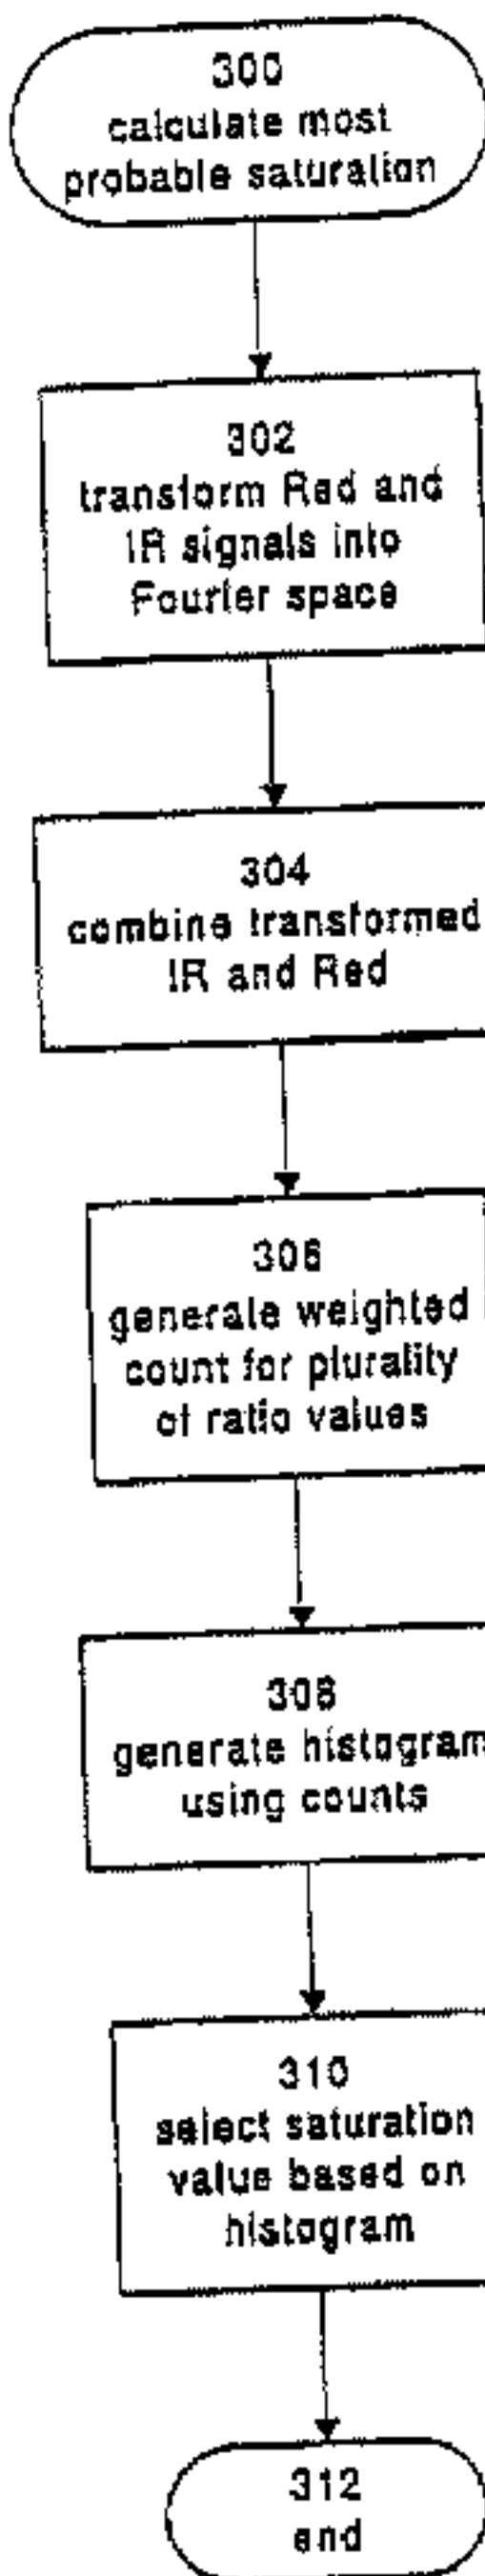 300
calculate most
probable saturation
302
transform Red and
IR signals into
Fourier space
304
combine transformed
IR and Red
306
generate weighted
count for plurality
of ratio values
308
generate histogram
using counts
310
select saturation
value based on
histogram
312
end